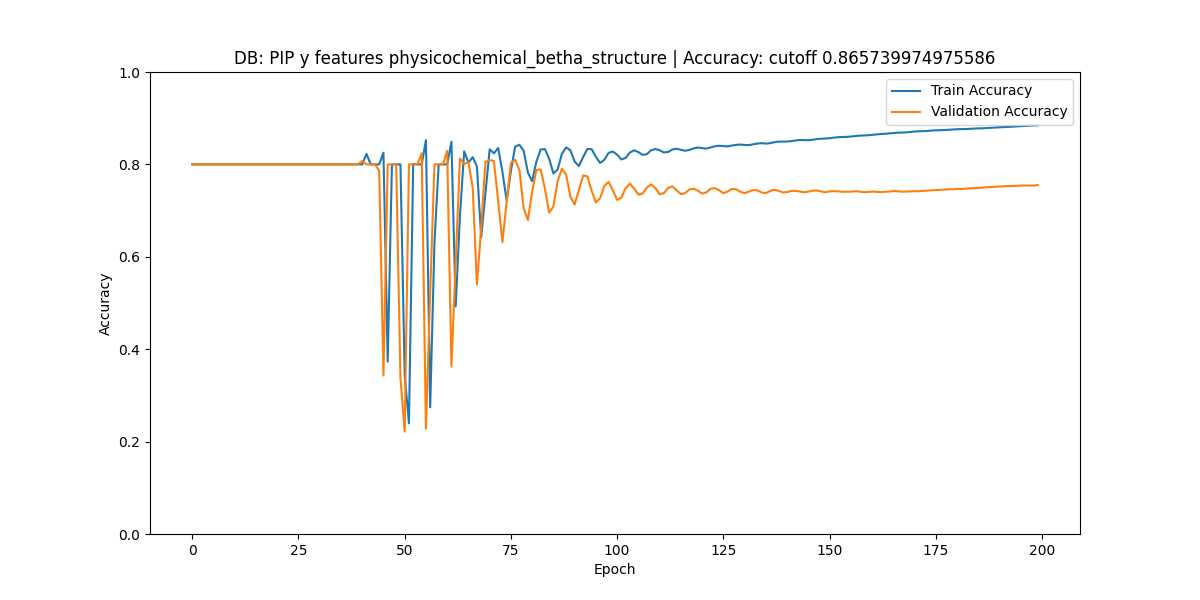 DB: PIP y features physicochemical_betha_structure | Accuracy: cutoff 0.865739974975586
Train Accuracy
Validation Accuracy
1.0
0.8
0.6
0.4
0.2
0.0
Accuracy
0 25 50 75 100 125 150 175 200
Epoch